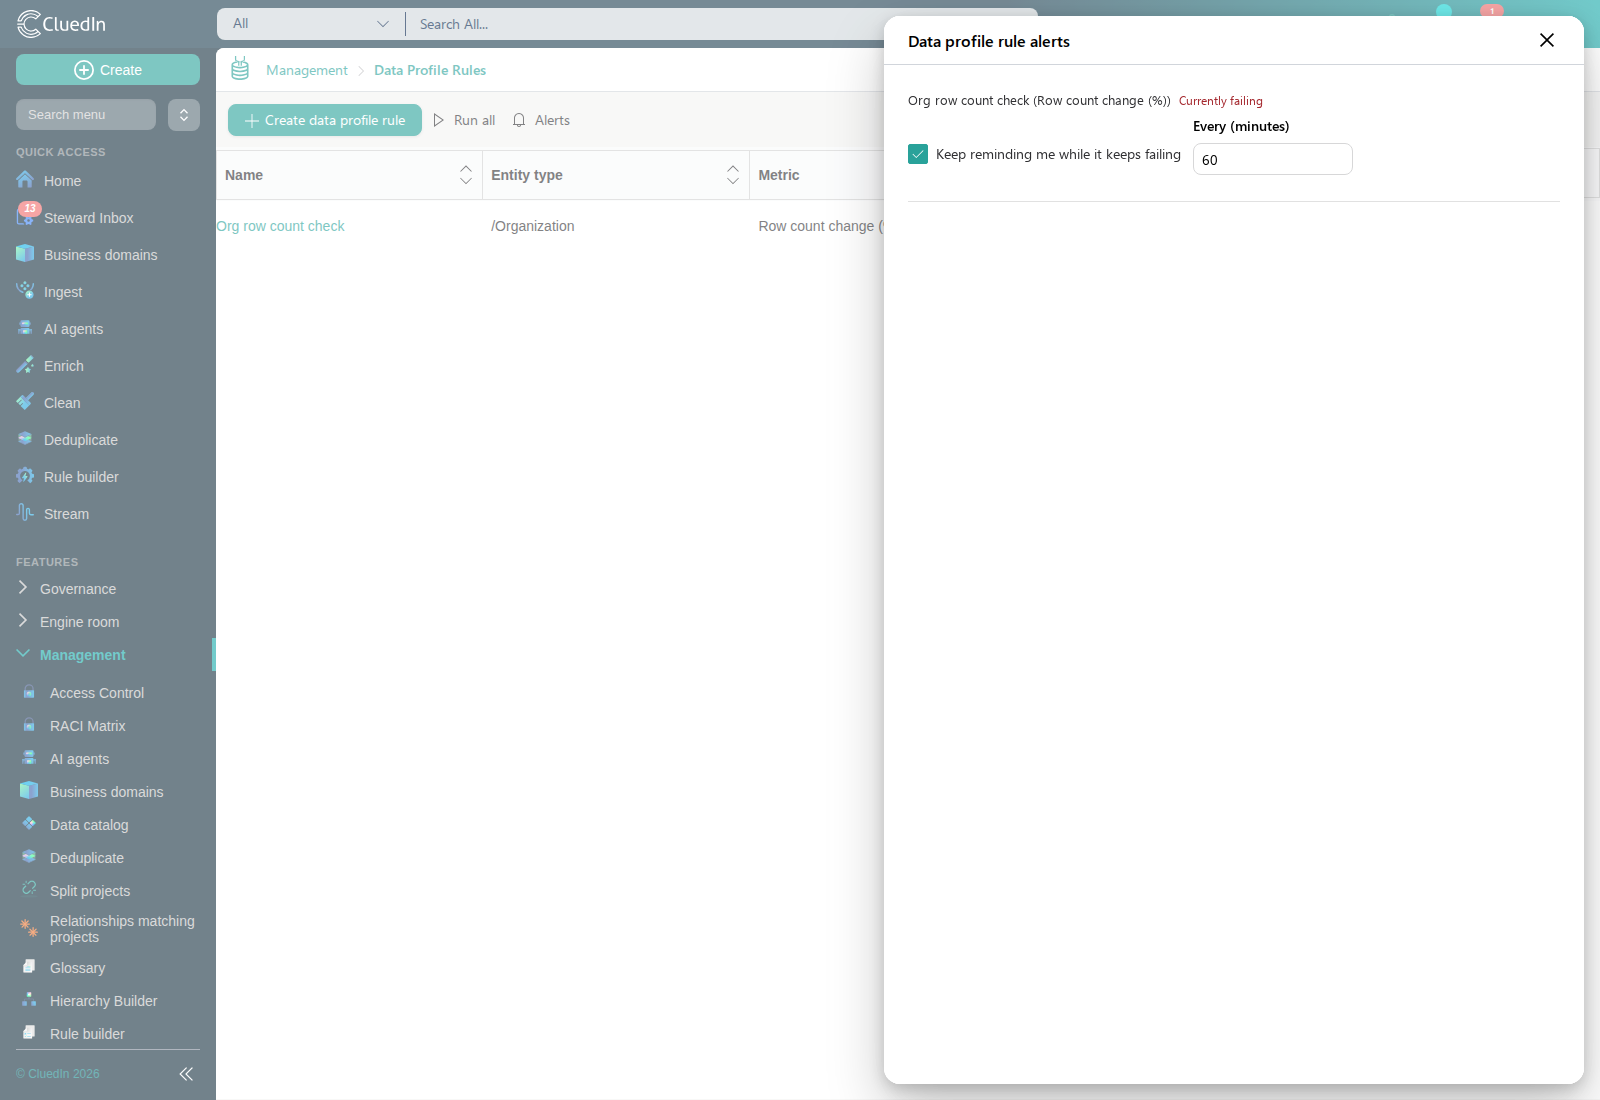 CluedIn
All
Search All...
1
Create
Search menu
QUICK ACCESS
Home
13
Steward Inbox
Business domains
Ingest
AI agents
Enrich
Clean
Deduplicate
Rule builder
Stream
FEATURES
Governance
Engine room
Management
Access Control
RACI Matrix
AI agents
Business domains
Data catalog
Deduplicate
Split projects
Relationships matching
projects
Glossary
Hierarchy Builder
Rule builder
© CluedIn 2026
Management
Data Profile Rules
Create data profile rule
Run all
Alerts
Name
Entity type
Metric
Org row count check
/Organization
Row count change (
Data profile rule alerts
Org row count check (Row count change (%)) Currently failing
Every (minutes)
Keep reminding me while it keeps failing
60